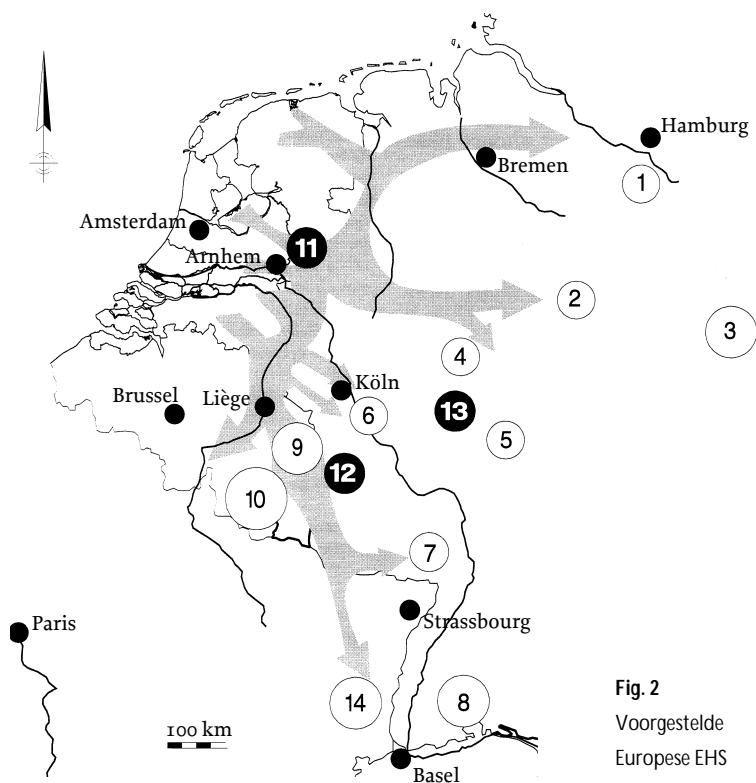 Hamburg
Bremen
1
Amsterdam
11
Arnhem
2
3
4
Brussel
Liège
Köln
13
6
5
9
12
10
7
Paris
Strassbourg
14
8
100 km
Basel
Fig. 2
Voorgestelde
Europese EHS